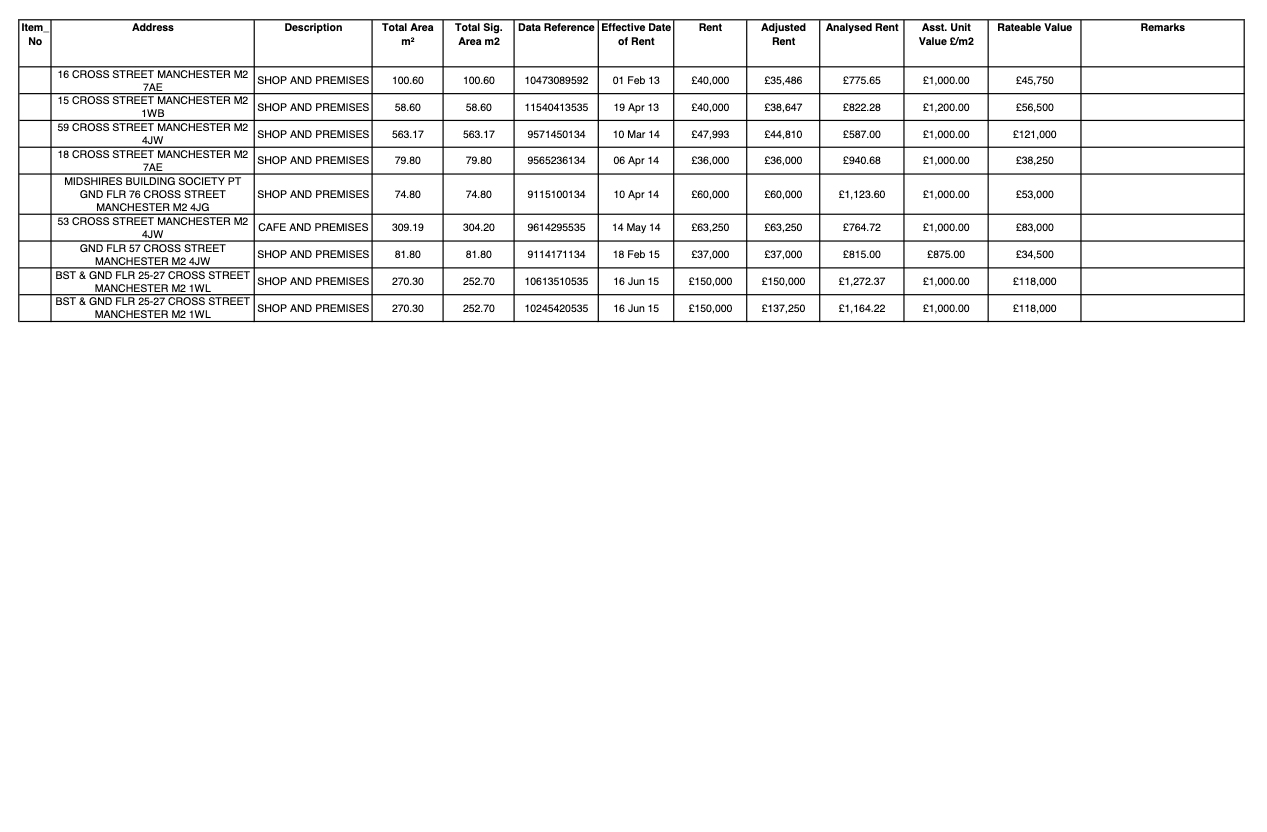 Item_ No Address Description Total Area m² Total Sig. Area m2 Data Reference Effective Date of Rent Rent Adjusted Rent Analysed Rent Asst. Unit Value £/m2 Rateable Value Remarks
16 CROSS STREET MANCHESTER M2 7AE SHOP AND PREMISES 100.60 100.60 10473089592 01 Feb 13 £40,000 £35,486 £775.65 £1,000.00 £45,750
15 CROSS STREET MANCHESTER M2 1WB SHOP AND PREMISES 58.60 58.60 11540413535 19 Apr 13 £40,000 £38,647 £822.28 £1,200.00 £56,500
59 CROSS STREET MANCHESTER M2 4JW SHOP AND PREMISES 563.17 563.17 9571450134 10 Mar 14 £47,993 £44,810 £587.00 £1,000.00 £121,000
18 CROSS STREET MANCHESTER M2 7AE SHOP AND PREMISES 79.80 79.80 9565236134 06 Apr 14 £36,000 £36,000 £940.68 £1,000.00 £38,250
MIDSHIRES BUILDING SOCIETY PT GND FLR 76 CROSS STREET MANCHESTER M2 4JG SHOP AND PREMISES 74.80 74.80 9115100134 10 Apr 14 £60,000 £60,000 £1,123.60 £1,000.00 £53,000
53 CROSS STREET MANCHESTER M2 4JW CAFE AND PREMISES 309.19 304.20 9614295535 14 May 14 £63,250 £63,250 £764.72 £1,000.00 £83,000
GND FLR 57 CROSS STREET MANCHESTER M2 4JW SHOP AND PREMISES 81.80 81.80 9114171134 18 Feb 15 £37,000 £37,000 £815.00 £875.00 £34,500
BST & GND FLR 25-27 CROSS STREET MANCHESTER M2 1WL SHOP AND PREMISES 270.30 252.70 10613510535 16 Jun 15 £150,000 £150,000 £1,272.37 £1,000.00 £118,000
BST & GND FLR 25-27 CROSS STREET MANCHESTER M2 1WL SHOP AND PREMISES 270.30 252.70 10245420535 16 Jun 15 £150,000 £137,250 £1,164.22 £1,000.00 £118,000